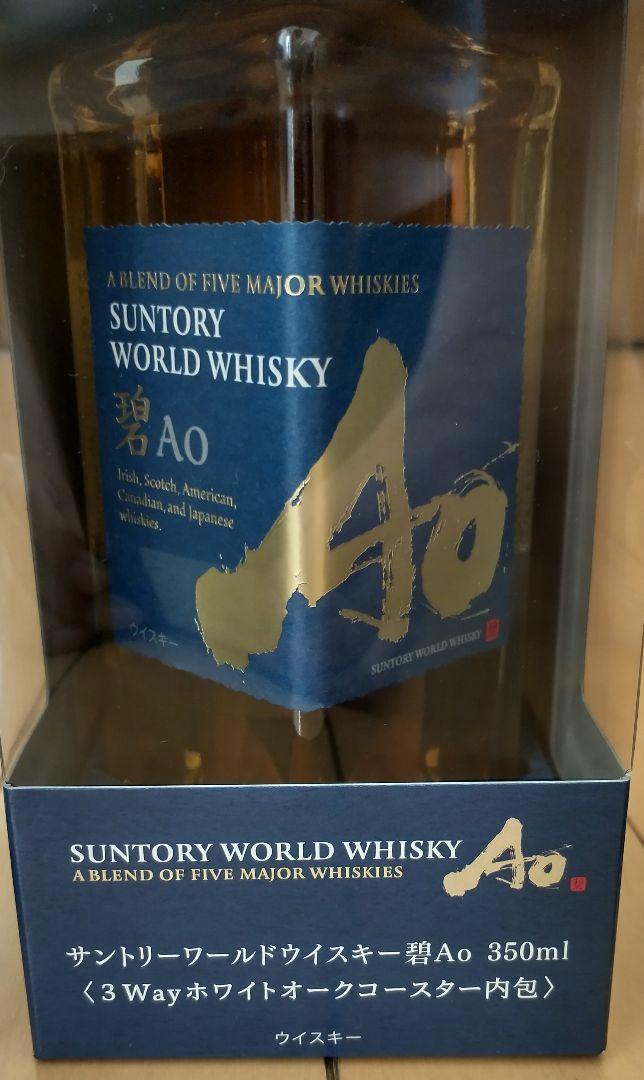 A BLEND OF FIVE MAJOR WHISKIES
SUNTORY
WORLD WHISKY
碧 AO
Irish, Scotch, American,
Canadian, and Japanese
whiskies.
Ao
ウイスキー
SUNTORY WORLD WHISKY
SUNTORY WORLD WHISKY Ao
A BLEND OF FIVE MAJOR WHISKIES
サントリーワールドウイスキー碧Ao 350ml
〈3Wayホワイトオークコースター内包〉
ウイスキー